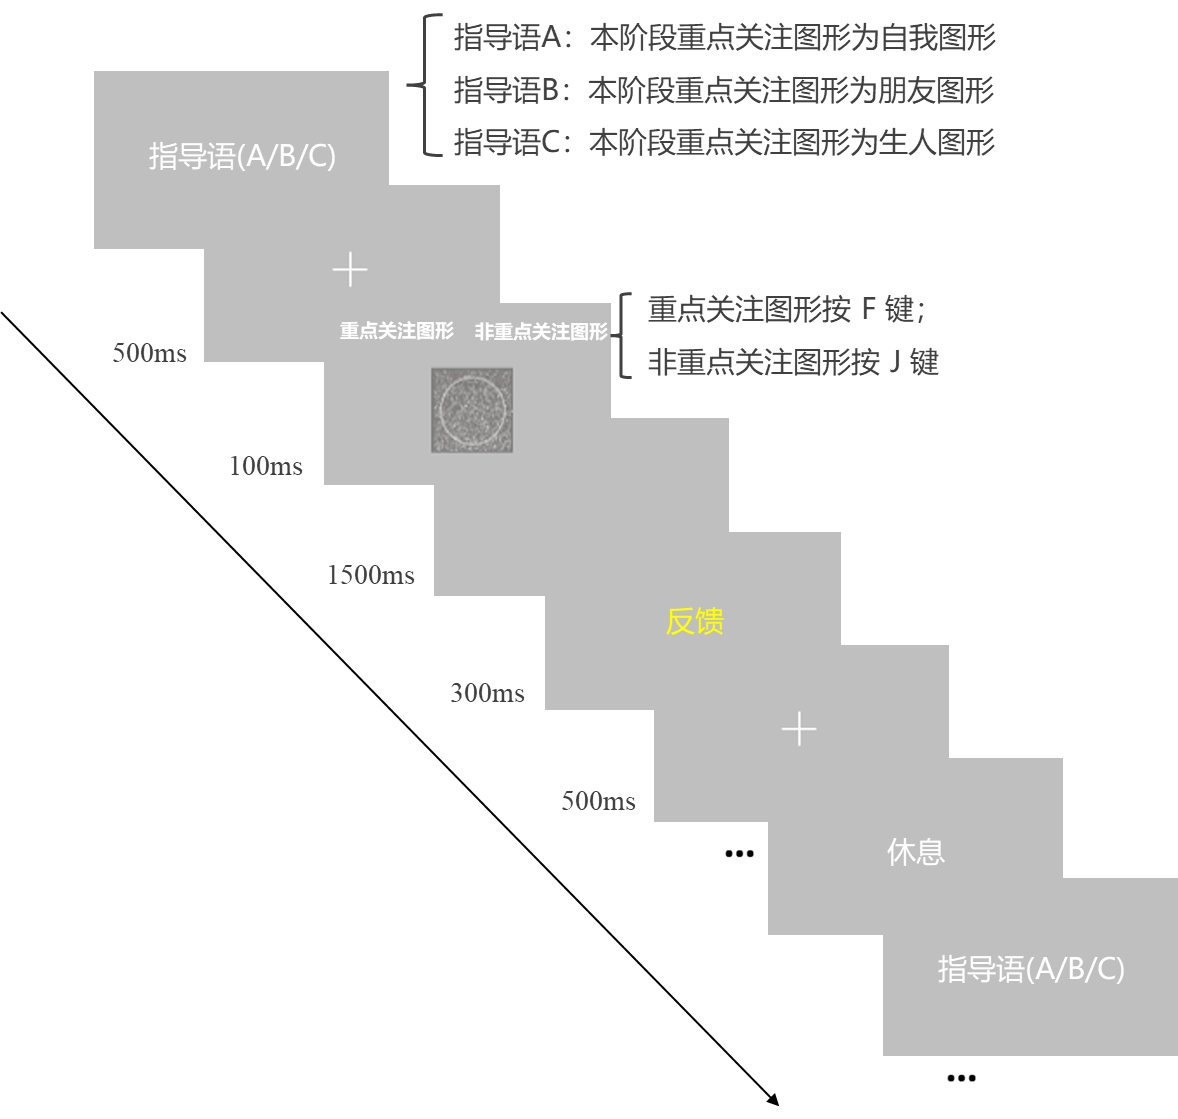 指导语A：本阶段重点关注图形为自我图形
指导语B：本阶段重点关注图形为朋友图形
指导语C：本阶段重点关注图形为生人图形
指导语(A/B/C)
500ms
重点关注图形 非重点关注图形
重点关注图形按 F 键；
非重点关注图形按 J 键
100ms
1500ms
反馈
300ms
500ms
...
休息
指导语(A/B/C)
...